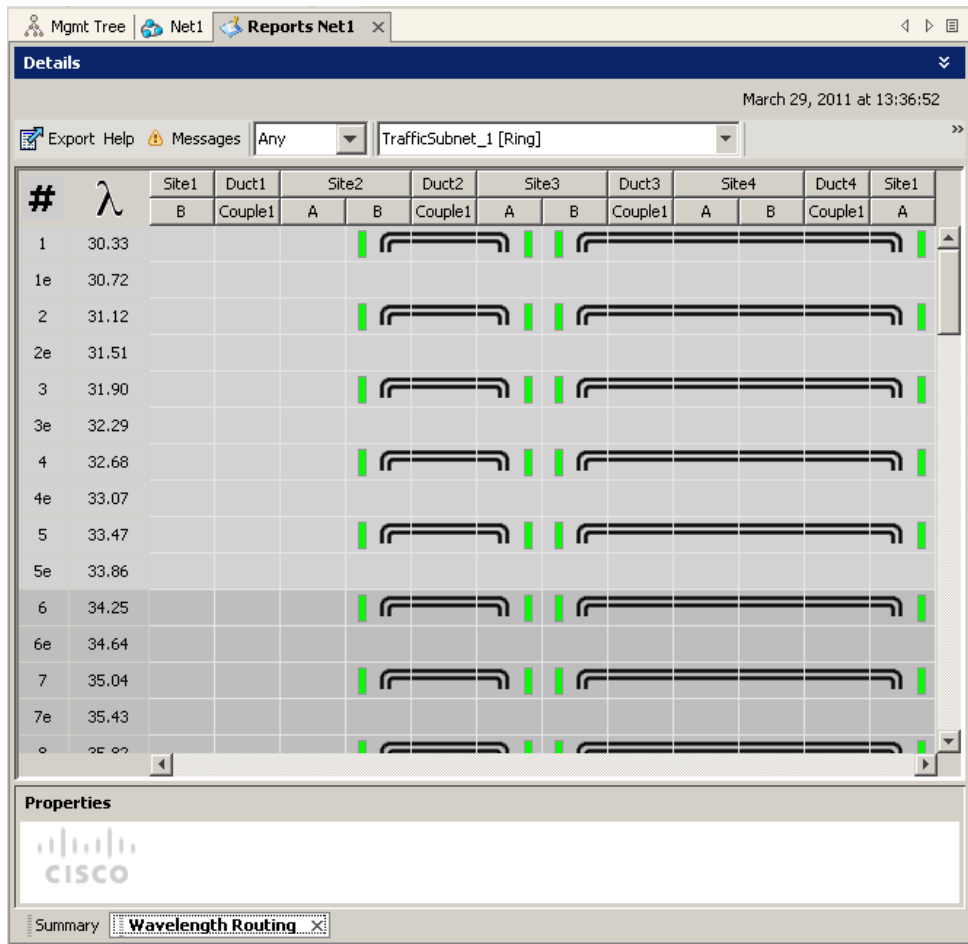 Mgmt Tree Net1 Reports Net1
Details
March 29, 2011 at 13:36:52
Export Help Messages Any TrafficSubnet_1 [Ring] »
# λ Site1 Duct1 Site2 Duct2 Site3 Duct3 Site4 Duct4 Site1
B Couple1 A B Couple1 A B Couple1 A B Couple1 A
1 30.33
1e 30.72
2 31.12
2e 31.51
3 31.90
3e 32.29
4 32.68
4e 33.07
5 33.47
5e 33.86
6 34.25
6e 34.64
7 35.04
7e 35.43
Properties
CISCO
Summary Wavelength Routing